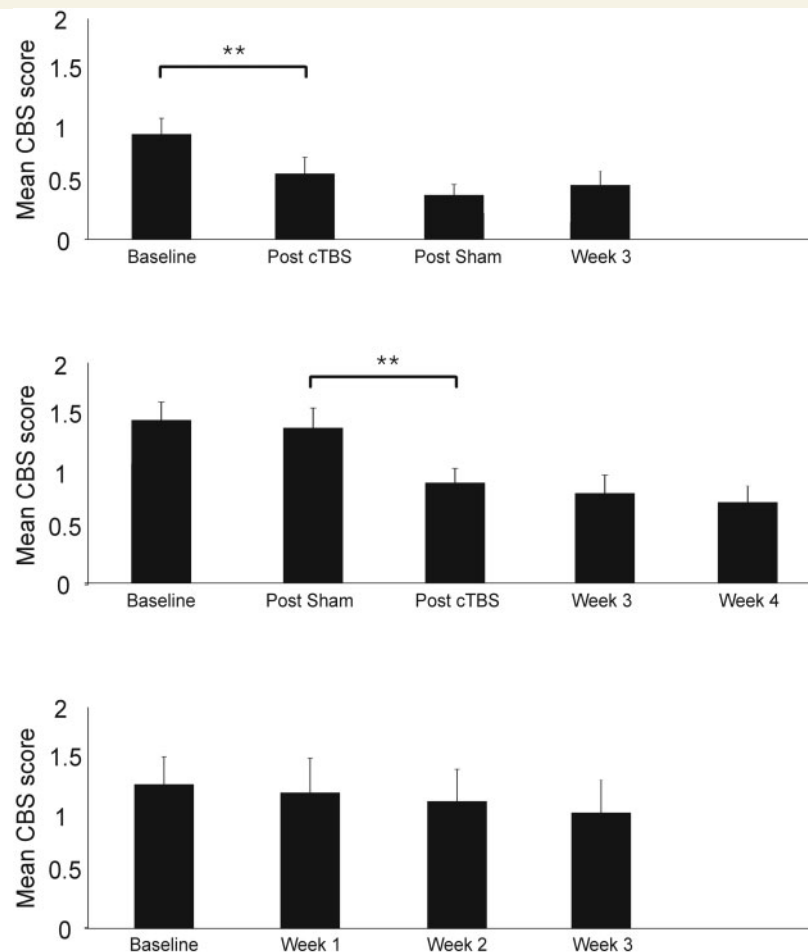 2
**
1.5
Mean CBS score
1
0.5
0
Baseline Post cTBS Post Sham Week 3
2
**
1.5
Mean CBS score
1
0.5
0
Baseline Post Sham Post cTBS Week 3 Week 4
2
1.5
Mean CBS score
1
0.5
0
Baseline Week 1 Week 2 Week 3